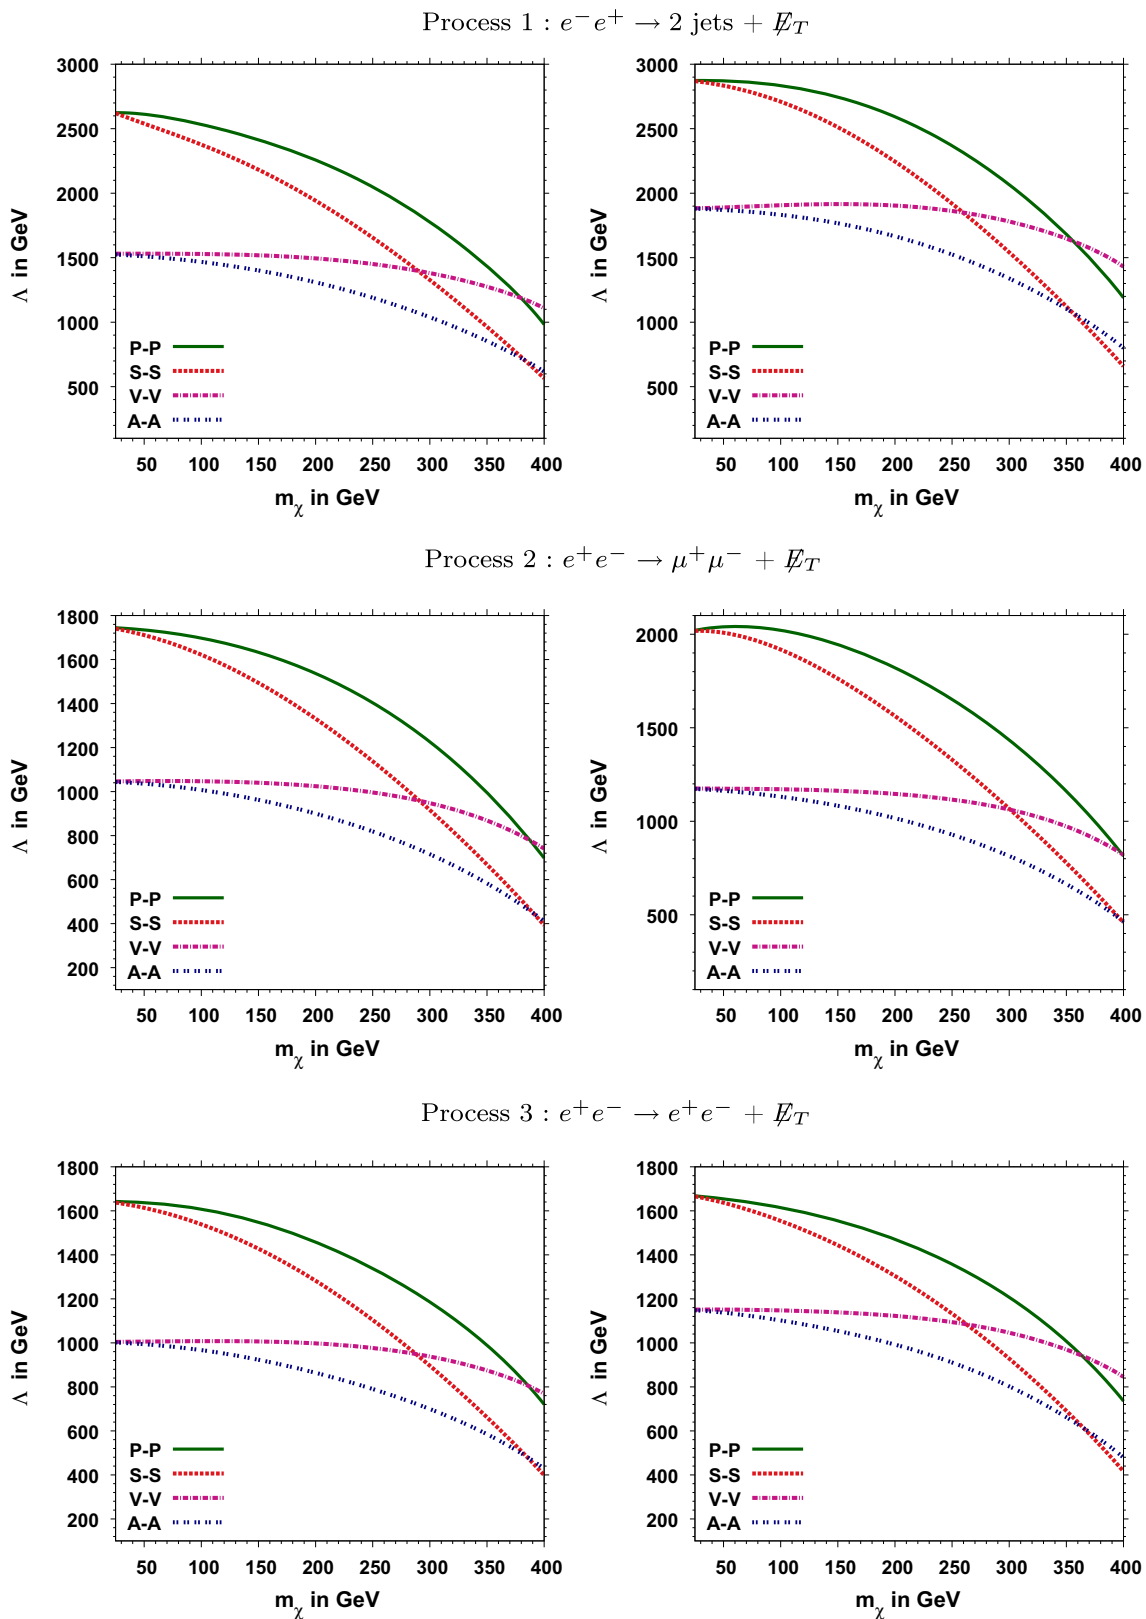 Process 1 : e⁻e⁺ → 2 jets + E̸_T
3000
2500
2000
1500
1000
500
Λ in GeV
P-P
S-S
V-V
A-A
50 100 150 200 250 300 350 400
m_χ in GeV
3000
2500
2000
1500
1000
500
Λ in GeV
P-P
S-S
V-V
A-A
50 100 150 200 250 300 350 400
m_χ in GeV
Process 2 : e⁺e⁻ → μ⁺μ⁻ + E̸_T
1800
1600
1400
1200
1000
800
600
400
200
Λ in GeV
P-P
S-S
V-V
A-A
50 100 150 200 250 300 350 400
m_χ in GeV
2000
1500
1000
500
Λ in GeV
P-P
S-S
V-V
A-A
50 100 150 200 250 300 350 400
m_χ in GeV
Process 3 : e⁺e⁻ → e⁺e⁻ + E̸_T
1800
1600
1400
1200
1000
800
600
400
200
Λ in GeV
P-P
S-S
V-V
A-A
50 100 150 200 250 300 350 400
m_χ in GeV
1800
1600
1400
1200
1000
800
600
400
200
Λ in GeV
P-P
S-S
V-V
A-A
50 100 150 200 250 300 350 400
m_χ in GeV